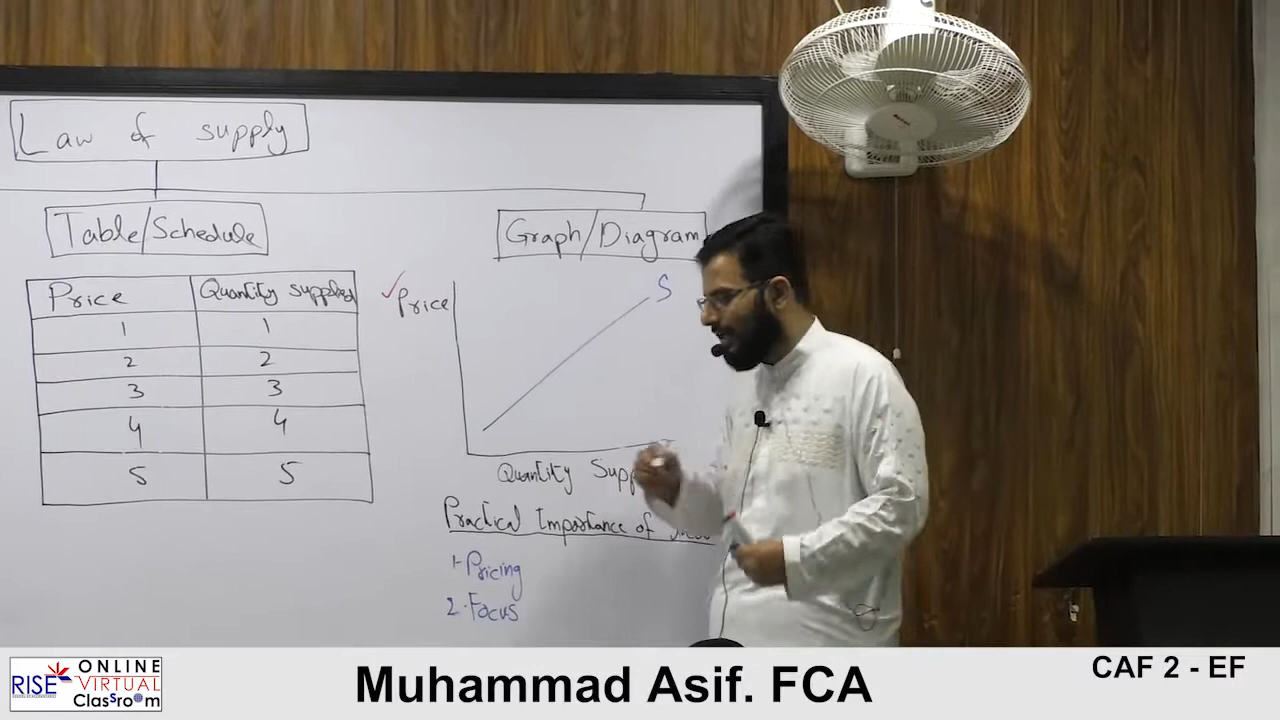 Law of supply
Table/Schedule
Graph/Diagram
Price Quantity supplied
1 1
2 2
3 3
4 4
5 5
Price
S
Quantity
Practical Importance of
1-Pricing
2.Focus
RISE
ONLINE
VIRTUAL
Classroom
Muhammad Asif. FCA
CAF 2 - EF